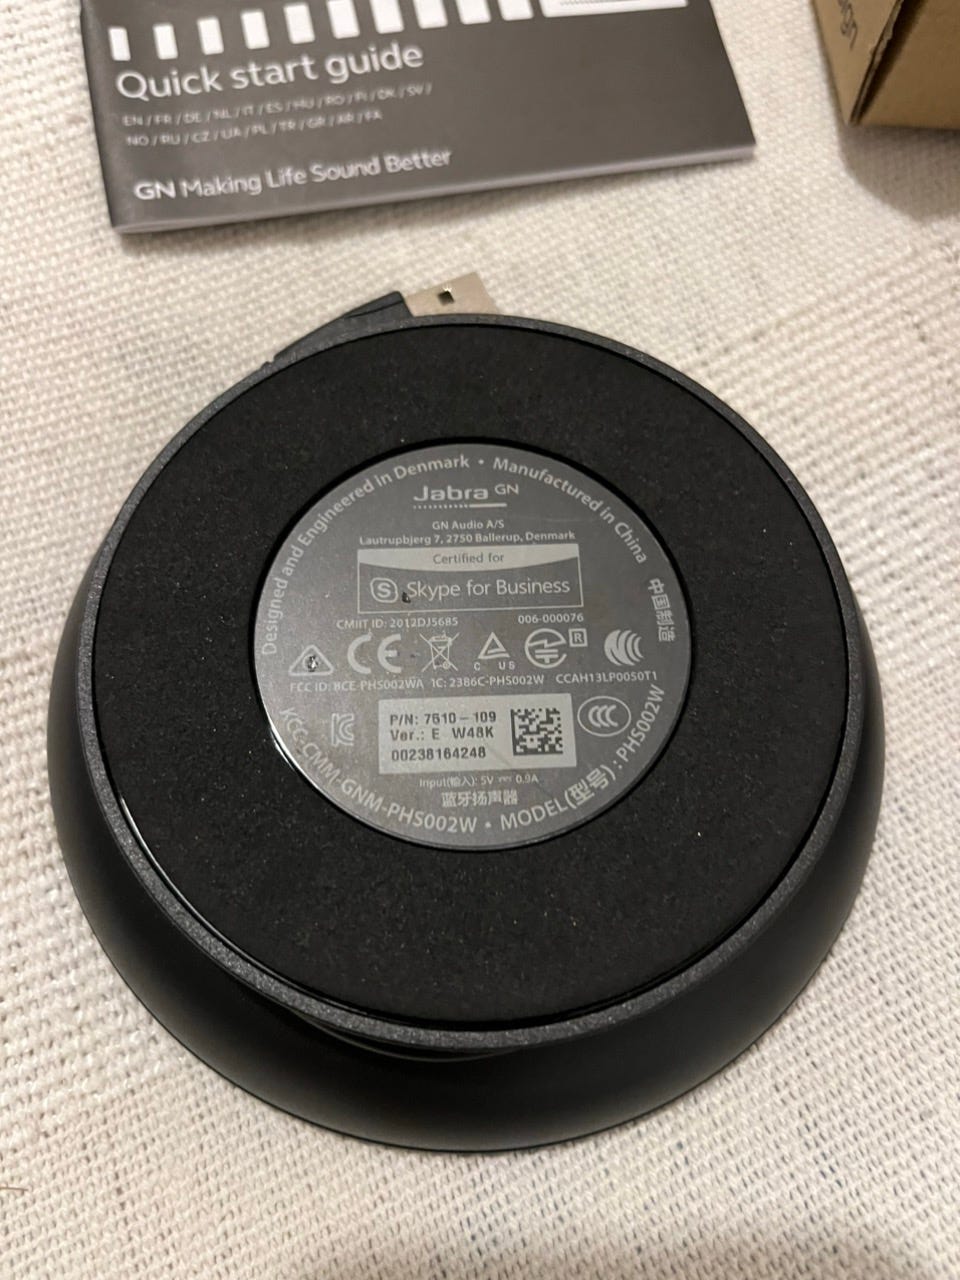 Quick start guide
EN / FR / DE / NL / IT / ES / HU / RO / FI / DK / SV /
NO / RU / CZ / UA / PL / TR / GR / AR / FA
GN Making Life Sound Better
Designed and Engineered in Denmark • Manufactured in China 中国制造
Jabra GN
GN Audio A/S
Lautrupbjerg 7, 2750 Ballerup, Denmark
Certified for
S Skype for Business
CMIIT ID: 2012DJ5685 006-000076
CE C US R
FCC ID: BCE-PHS002WA IC: 2386C-PHS002W CCAH13LP0050T1
P/N: 7510-109
Ver.: E W48K
00238164248
CCC
Input(输入): 5V 0.9A
蓝牙扬声器
KCC-CMM-GNM-PHS002W • MODEL(型号): PHS002W